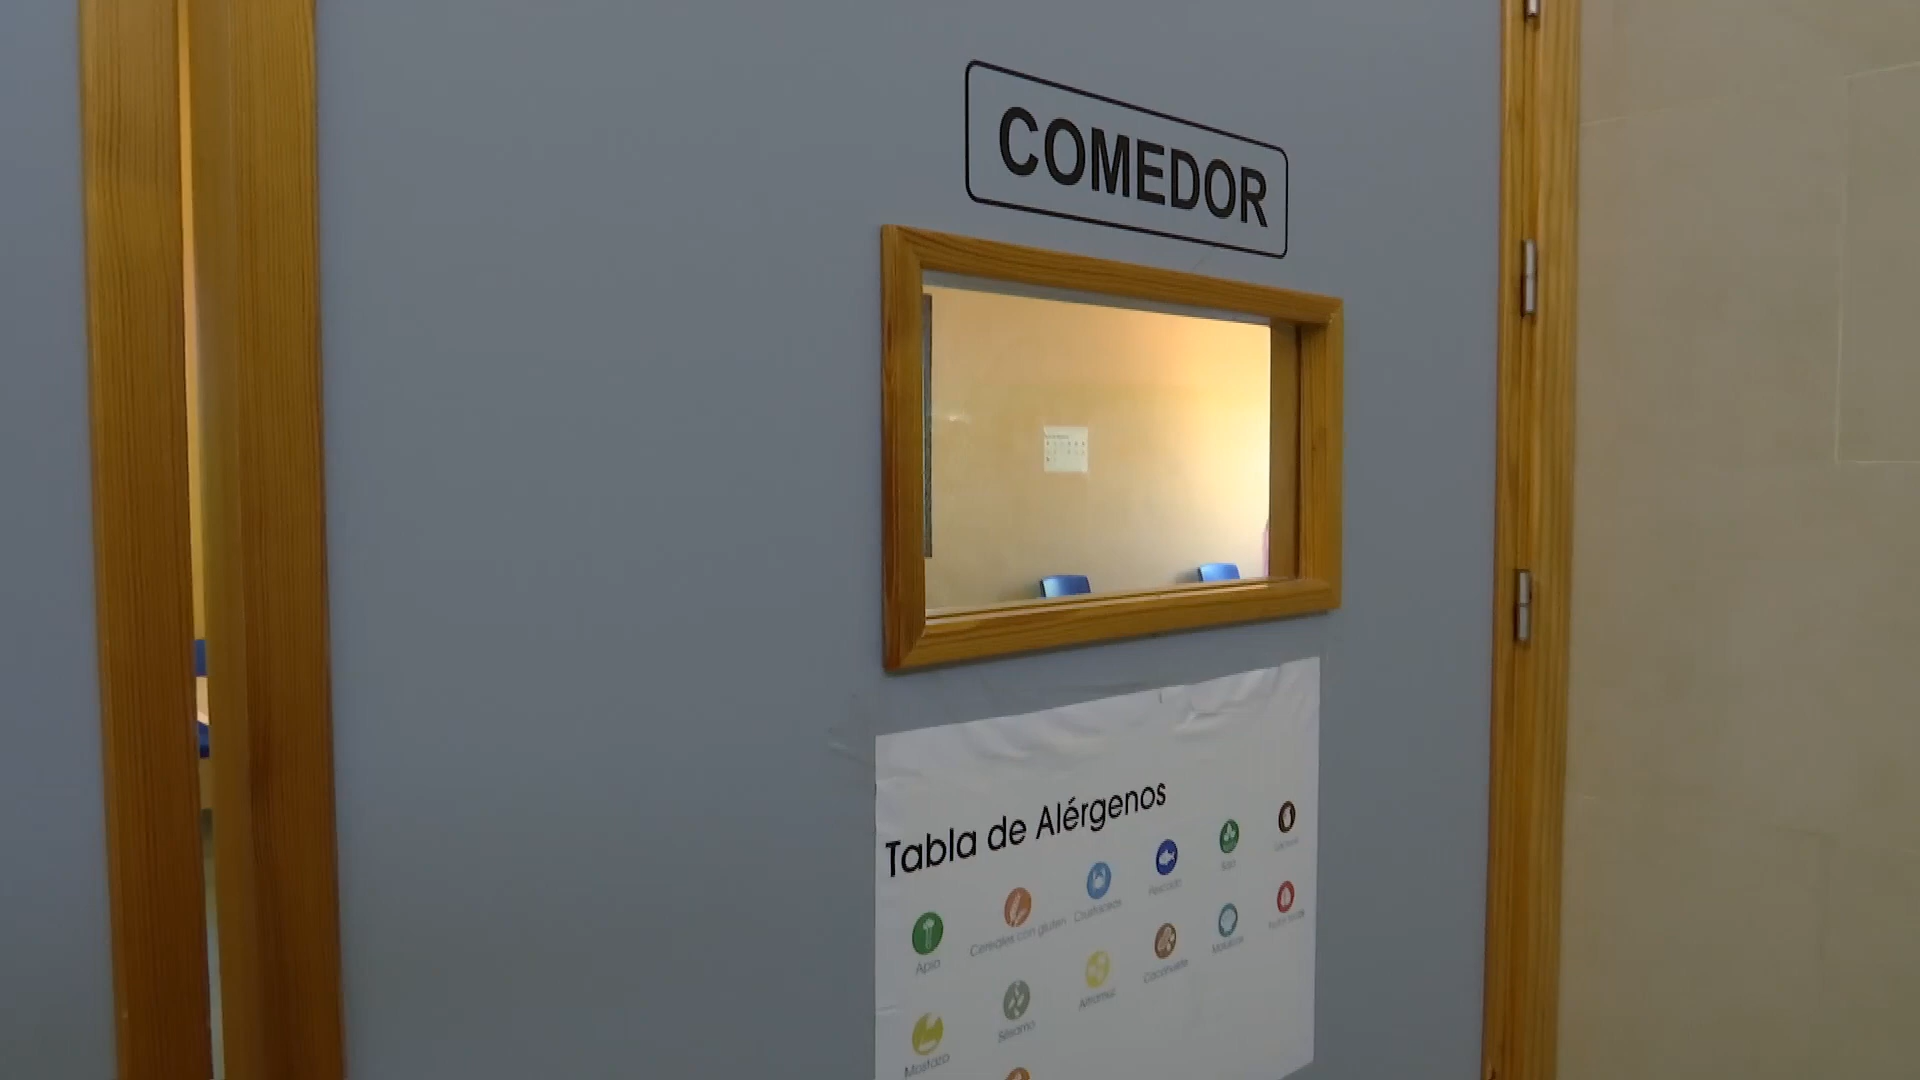 COMEDOR
Tabla de Alérgenos
Apio
Cereales con gluten
Crustáceos
Pescado
Soja
Mostaza
Sésamo
Altramuz
Cacahuete
Moluscos